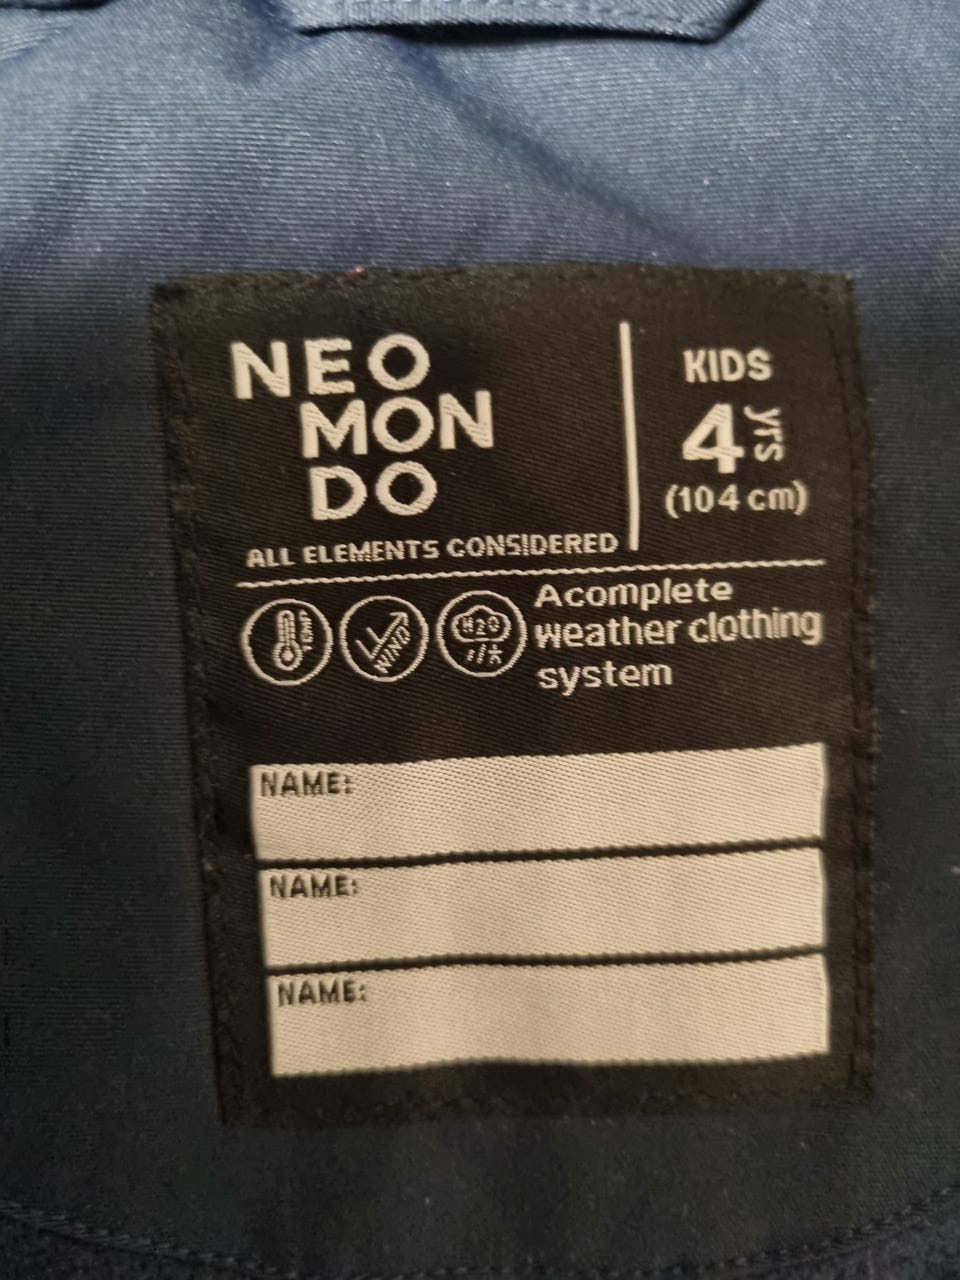 NEO
MON
DO
ALL ELEMENTS CONSIDERED
KIDS
4 yrs
(104 cm)
TEMP
WIND
H2O
A complete
weather clothing
system
NAME:
NAME:
NAME: